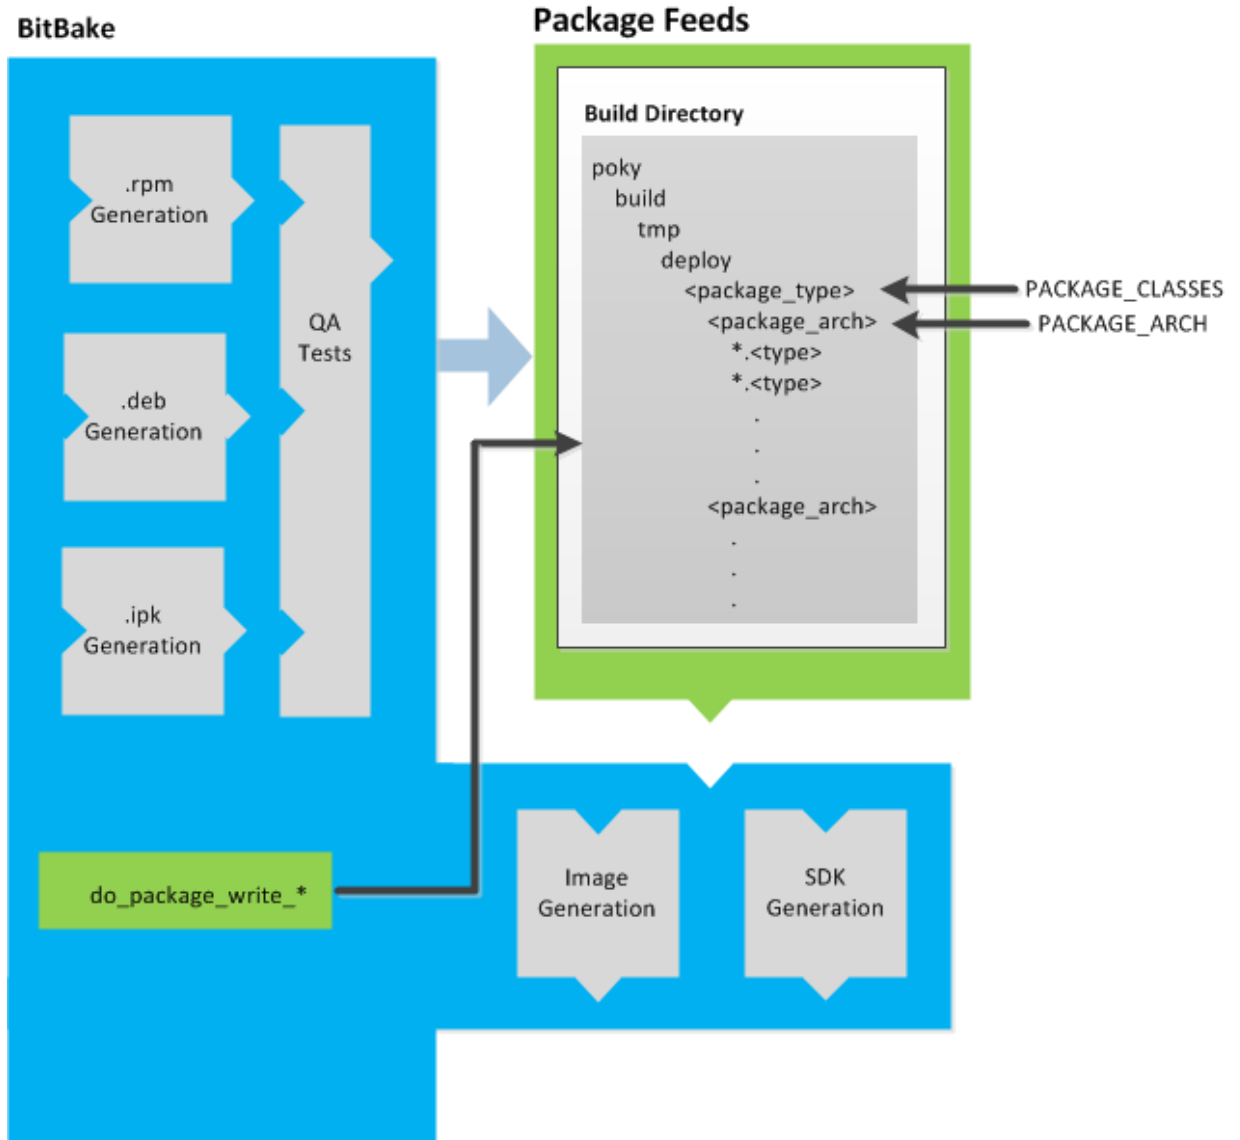 BitBake
Package Feeds
.rpm
Generation
.deb
Generation
.ipk
Generation
QA
Tests
Build Directory
poky
build
tmp
deploy
<package_type>
<package_arch>
*.<type>
*.<type>
.
.
.
<package_arch>
.
.
.
PACKAGE_CLASSES
PACKAGE_ARCH
do_package_write_*
Image
Generation
SDK
Generation